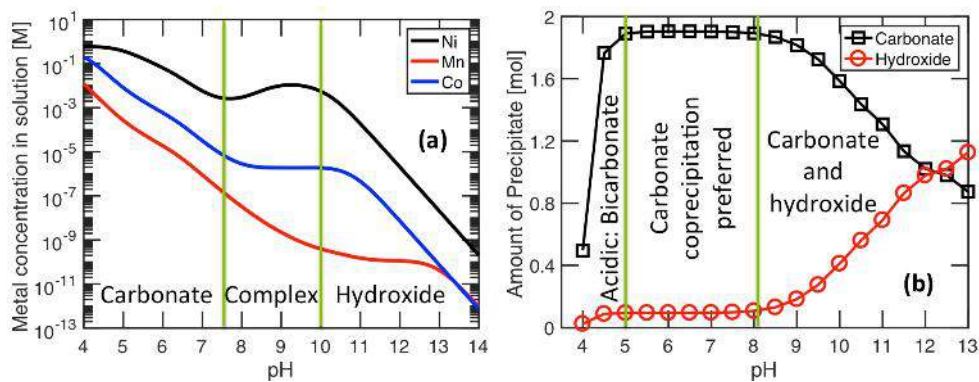 Metal concentration in solution [M]
10^1
10^-1
10^-3
10^-5
10^-7
10^-9
10^-11
10^-13
Ni
Mn
Co
(a)
Carbonate
Complex
Hydroxide
4 5 6 7 8 9 10 11 12 13 14
pH
Amount of Precipitate [mol]
2
1.6
1.2
0.8
0.4
0
Carbonate
Hydroxide
Acidic: Bicarbonate
Carbonate
coprecipitation
preferred
Carbonate
and
hydroxide
(b)
4 5 6 7 8 9 10 11 12 13
pH